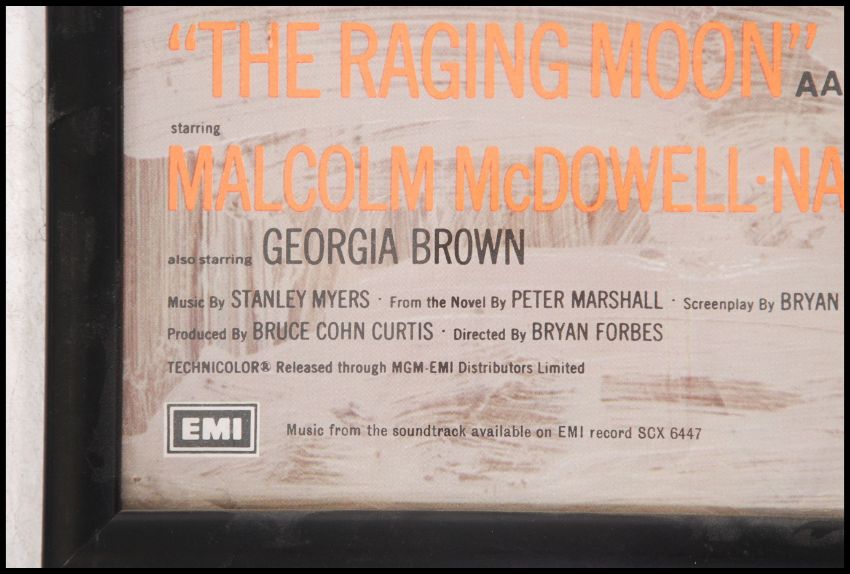 "THE RAGING MOON" AA
starring
MALCOLM McDOWELL·NA
also starring GEORGIA BROWN
Music By STANLEY MYERS · From the Novel By PETER MARSHALL · Screenplay By BRYAN
Produced By BRUCE COHN CURTIS · Directed By BRYAN FORBES
TECHNICOLOR® Released through MGM-EMI Distributors Limited
EMI Music from the soundtrack available on EMI record SCX 6447